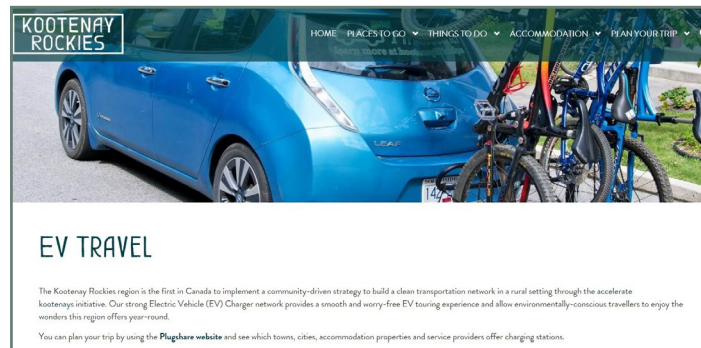 KOOTENAY
ROCKIES
HOME PLACES TO GO THINGS TO DO ACCOMMODATION PLAN YOUR TRIP
learn more at
LEAF
EV TRAVEL
The Kootenay Rockies region is the first in Canada to implement a community-driven strategy to build a clean transportation network in a rural setting through the accelerate
kootenays initiative. Our strong Electric Vehicle (EV) Charger network provides a smooth and worry-free EV touring experience and allow environmentally-conscious travellers to enjoy the
wonders this region offers year-round.
You can plan your trip by using the Plugshare website and see which towns, cities, accommodation properties and service providers offer charging stations.